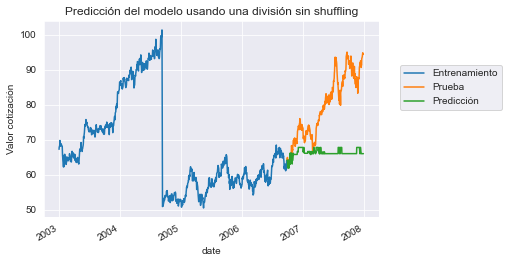 Predicción del modelo usando una división sin shuffling
Valor cotización
100
90
80
70
60
50
2003
2004
2005
2006
2007
2008
date
Entrenamiento
Prueba
Predicción